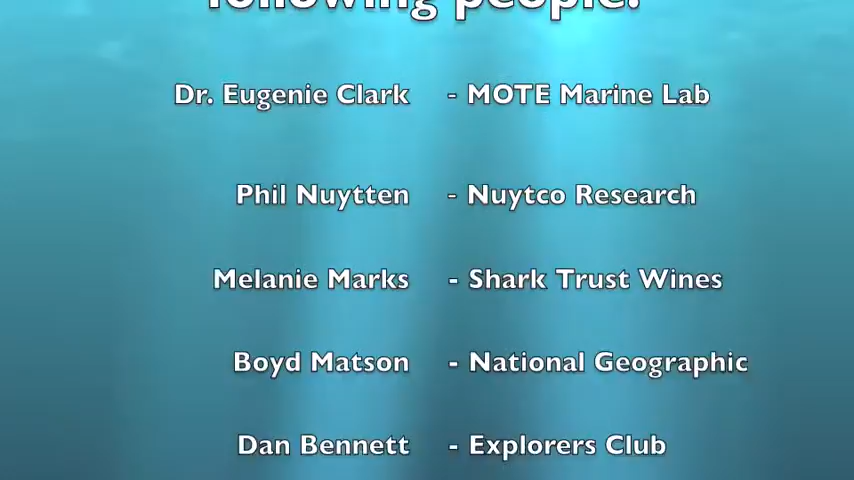 following people:
Dr. Eugenie Clark - MOTE Marine Lab
Phil Nuytten - Nuytco Research
Melanie Marks - Shark Trust Wines
Boyd Matson - National Geographic
Dan Bennett - Explorers Club